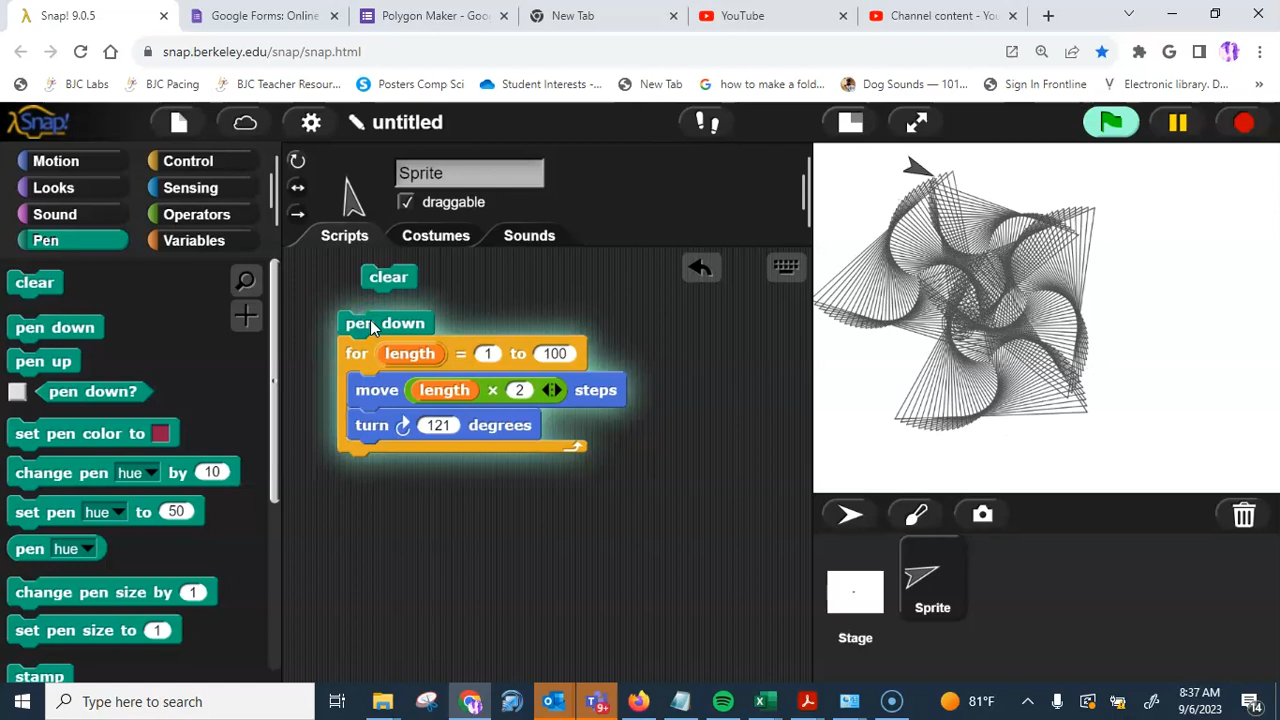 Snap! 9.0.5
Google Forms: Online
Polygon Maker - Goo
New Tab
YouTube
Channel content - You
snap.berkeley.edu/snap/snap.html
BJC Labs
BJC Pacing
BJC Teacher Resour...
Posters Comp Sci
Student Interests -...
New Tab
how to make a fold...
Dog Sounds — 101...
Sign In Frontline
Electronic library. D...
Snap!
untitled
Motion
Control
Looks
Sensing
Sound
Operators
Pen
Variables
Sprite
draggable
Scripts
Costumes
Sounds
clear
pen down
pen up
pen down?
set pen color to
change pen hue by 10
set pen hue to 50
pen hue
change pen size by 1
set pen size to 1
stamp
clear
pen down
for length = 1 to 100
move length × 2 steps
turn 121 degrees
Stage
Sprite
Type here to search
9+
81°F
8:37 AM
9/6/2023
14